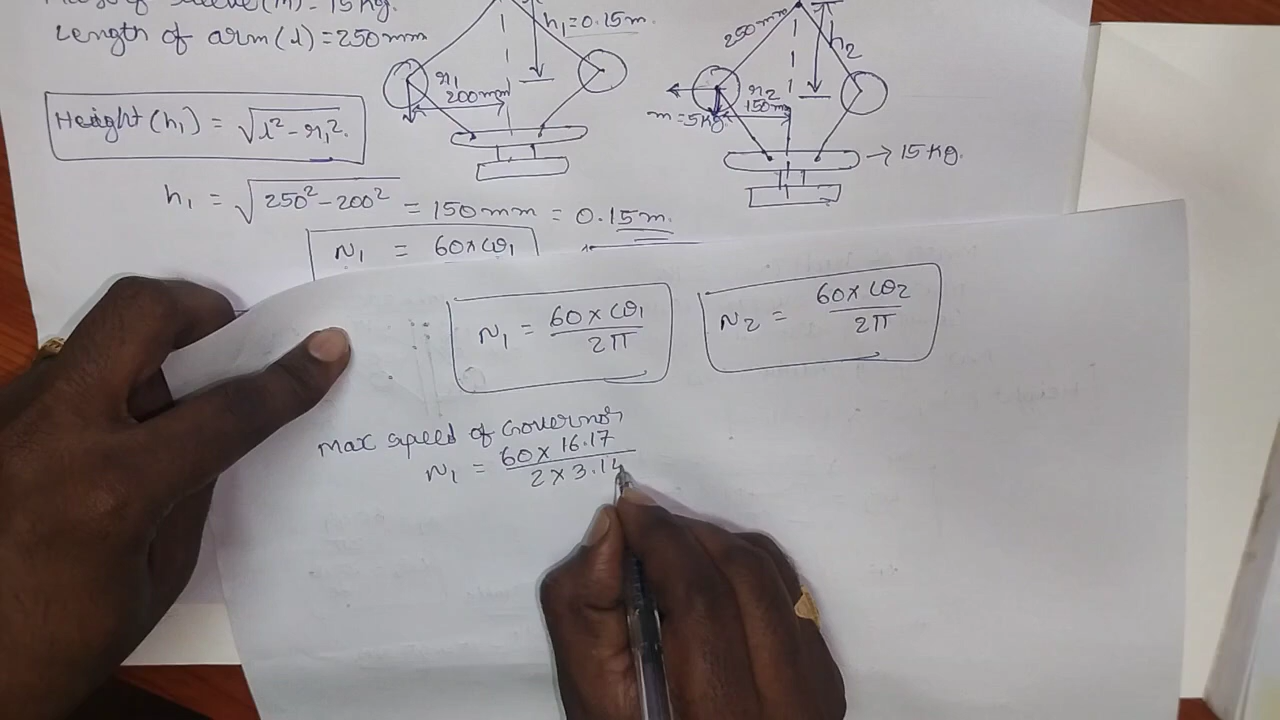 (m) = 15 Kg.
Length of arm (l) = 250 mm
h₁ = 0.15 m.
r₁
200 mm
250 mm
h₂
r₂
150 m
m = 5 Kg
→ 15 Kg.
Height (h₁) = √l² - r₁².
h₁ = √250² - 200² = 150 mm = 0.15 m.
N₁ = 60 × ω₁
N₁ = 60 × ω₁ / 2π
N₂ = 60 × ω₂ / 2π
Max speed of Governor
N₁ = 60 × 16.17 / 2 × 3.14